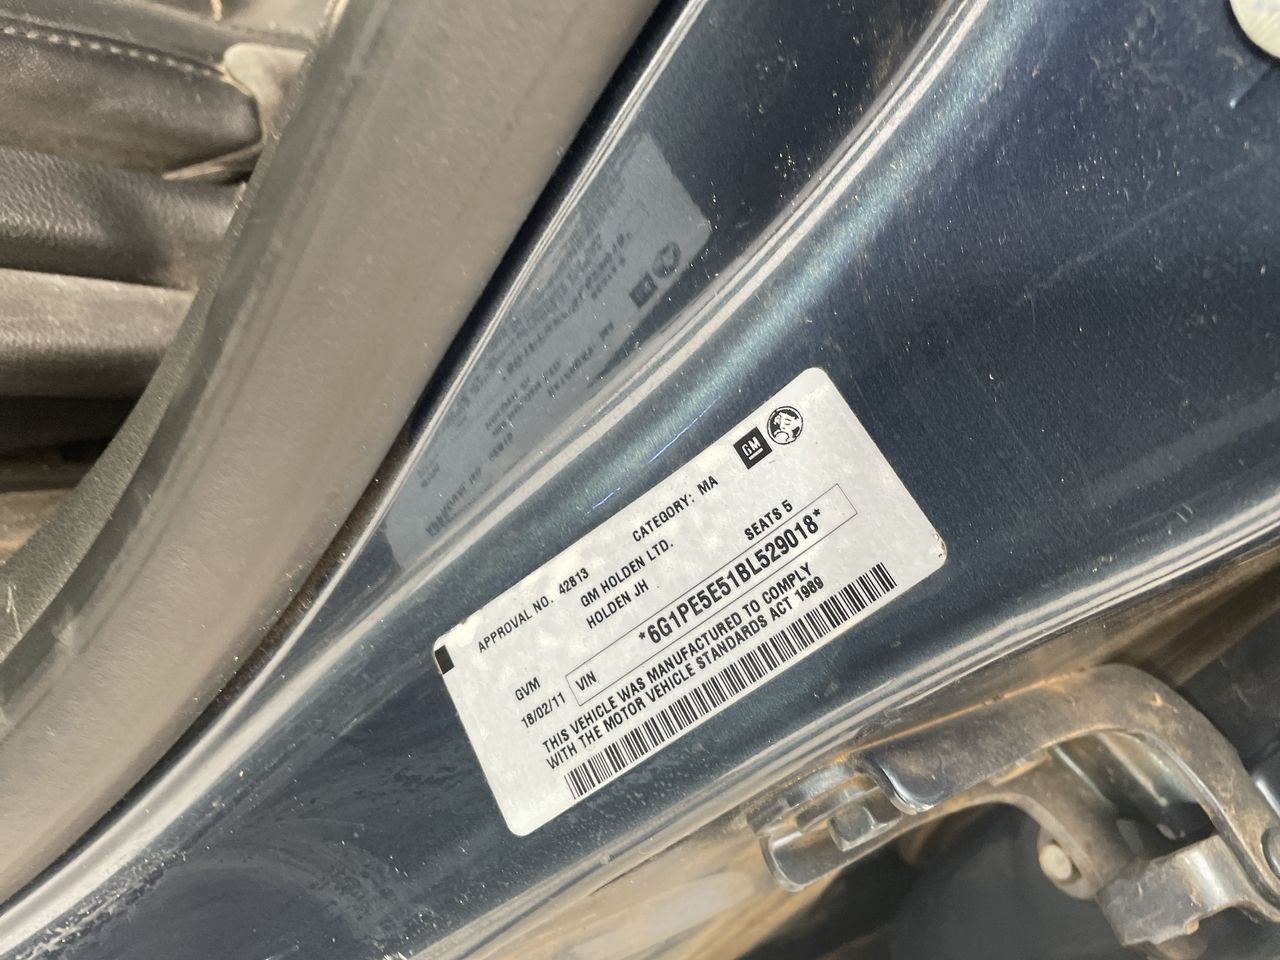 GM
APPROVAL NO. 42813 CATEGORY: MA
GM HOLDEN LTD.
HOLDEN JH SEATS 5
GVM
18/02/11 VIN *6G1PE5E51BL529018*
THIS VEHICLE WAS MANUFACTURED TO COMPLY
WITH THE MOTOR VEHICLE STANDARDS ACT 1989